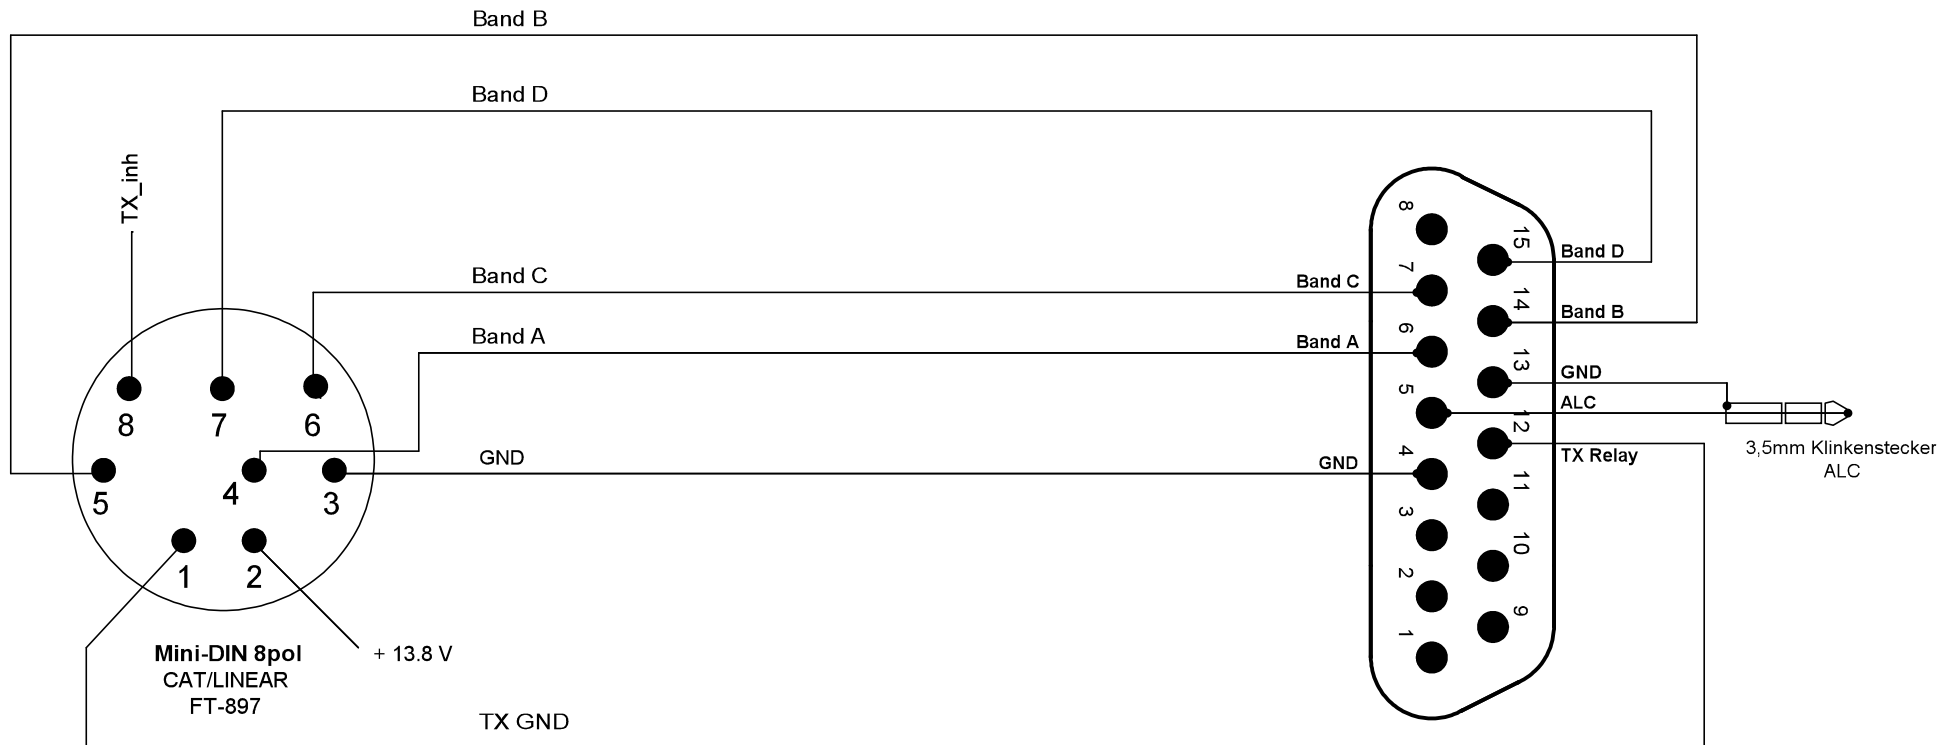 Band B
Band D
TX_inh
Band C
Band A
GND
8
7
6
5
4
3
1
2
Mini-DIN 8pol
CAT/LINEAR
FT-897
+ 13.8 V
TX GND
8
7
6
5
4
3
2
1
15
14
13
12
11
10
9
Band C
Band A
GND
Band D
Band B
GND
ALC
TX Relay
3,5mm Klinkenstecker
ALC